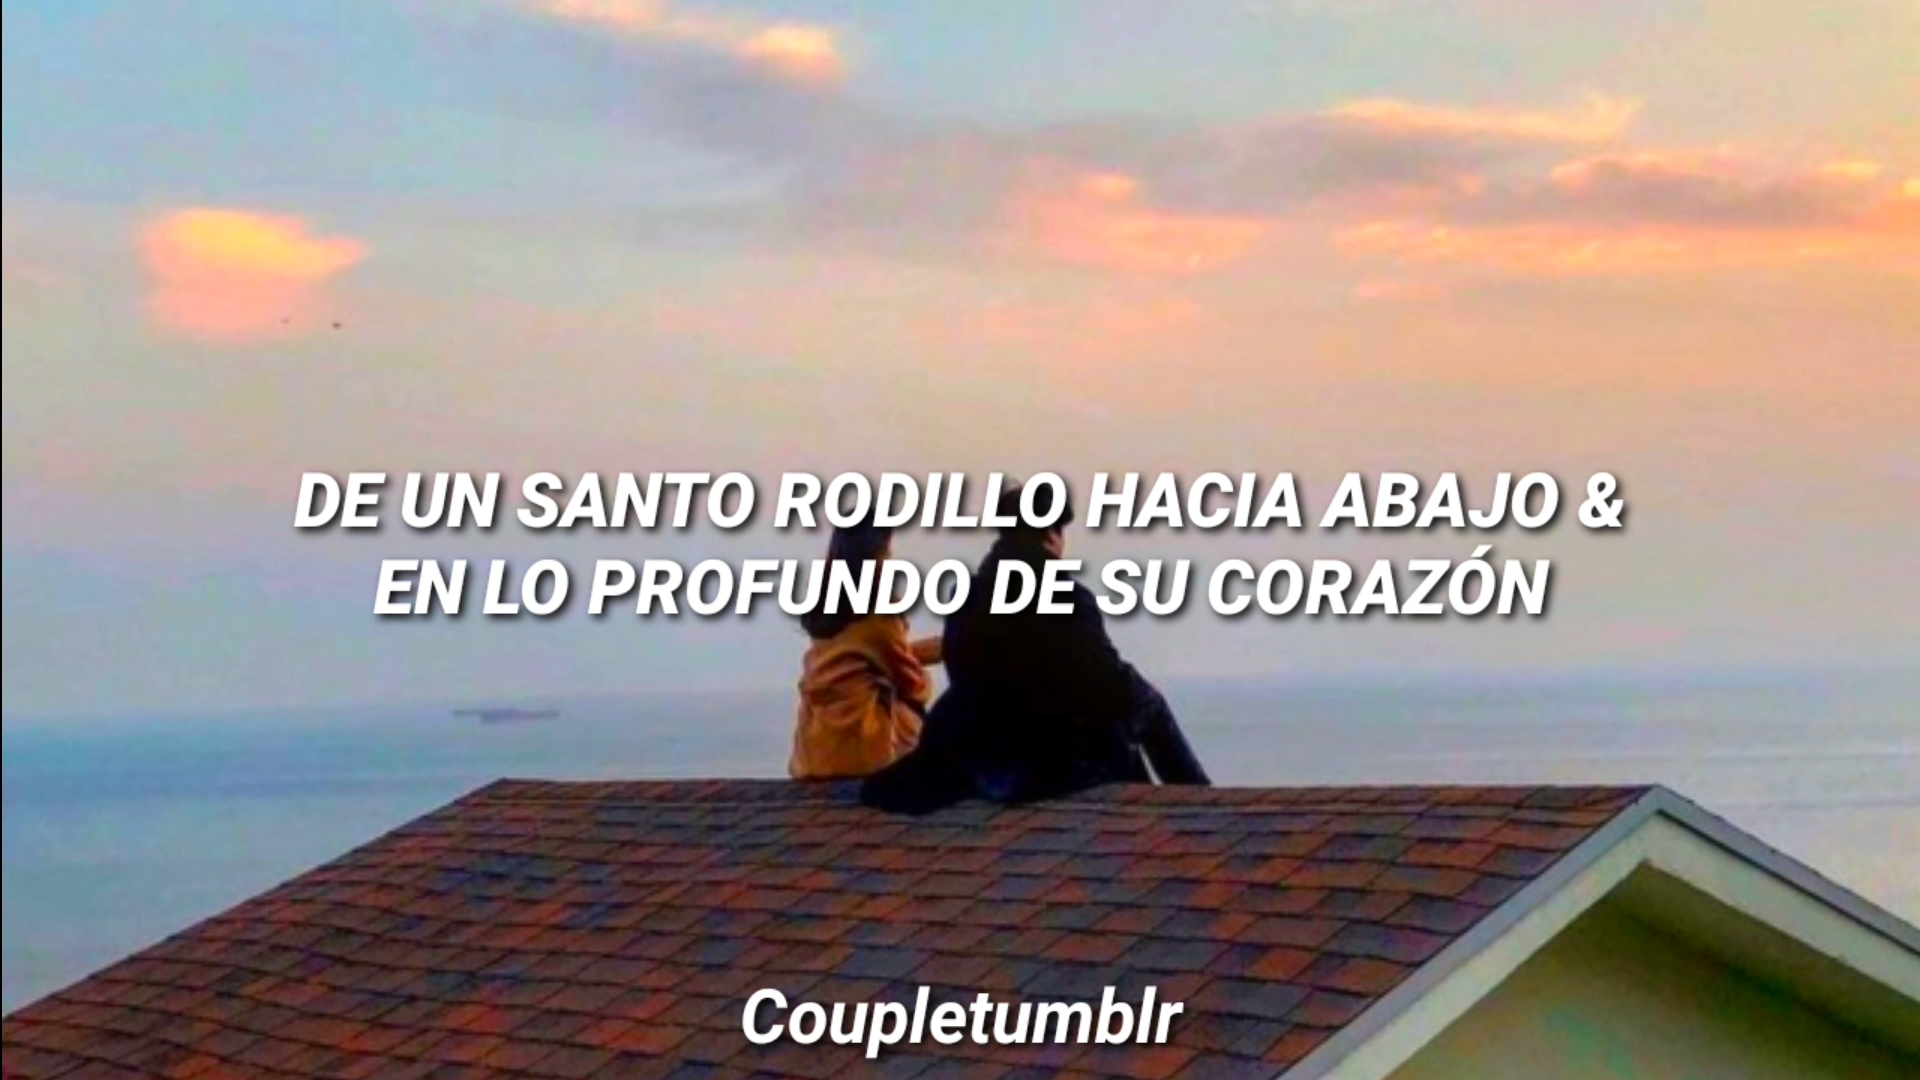 DE UN SANTO RODILLO HACIA ABAJO &
EN LO PROFUNDO DE SU CORAZÓN
Coupletumblr